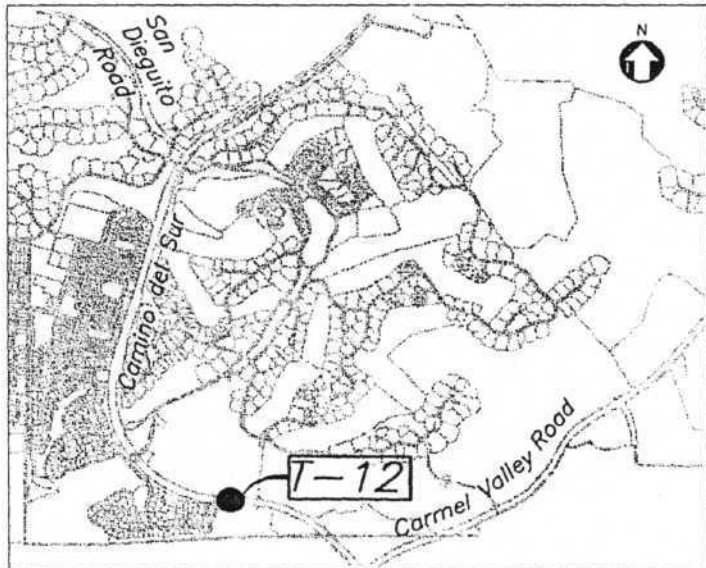 San
Dieguito
Road
N
Camino del Sur
T-12
Carmel Valley Road